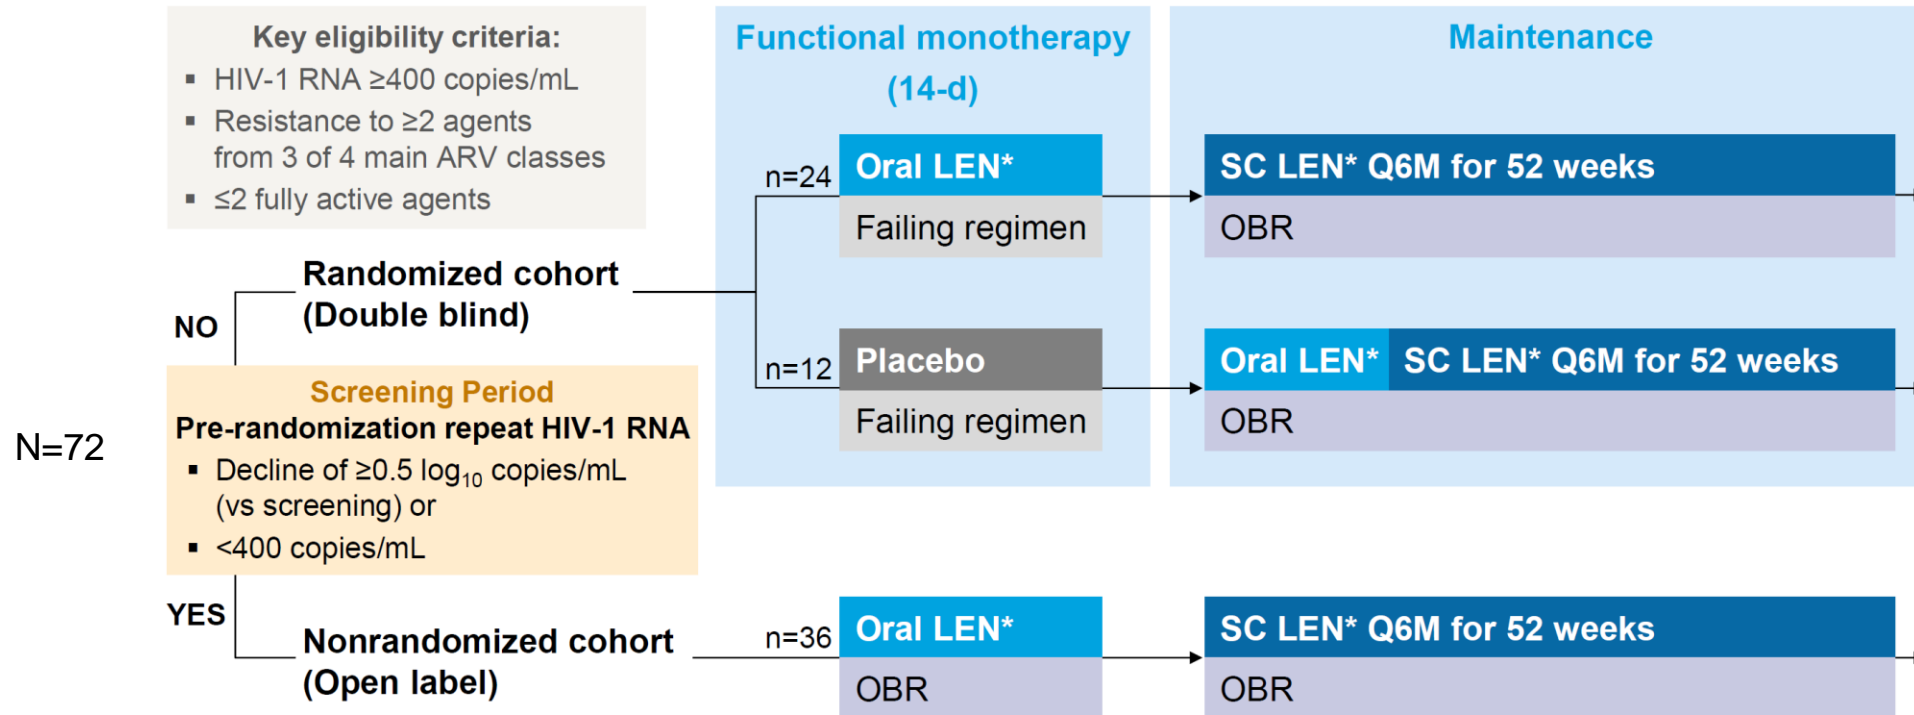 Key eligibility criteria:
▪ HIV-1 RNA ≥400 copies/mL
▪ Resistance to ≥2 agents
from 3 of 4 main ARV classes
▪ ≤2 fully active agents
Functional monotherapy
(14-d)
Maintenance
N=72
NO
Randomized cohort
(Double blind)
n=24
Oral LEN*
Failing regimen
SC LEN* Q6M for 52 weeks
OBR
n=12
Placebo
Failing regimen
Oral LEN* SC LEN* Q6M for 52 weeks
OBR
Screening Period
Pre-randomization repeat HIV-1 RNA
▪ Decline of ≥0.5 log₁₀ copies/mL
(vs screening) or
▪ <400 copies/mL
YES
Nonrandomized cohort
(Open label)
n=36
Oral LEN*
OBR
SC LEN* Q6M for 52 weeks
OBR